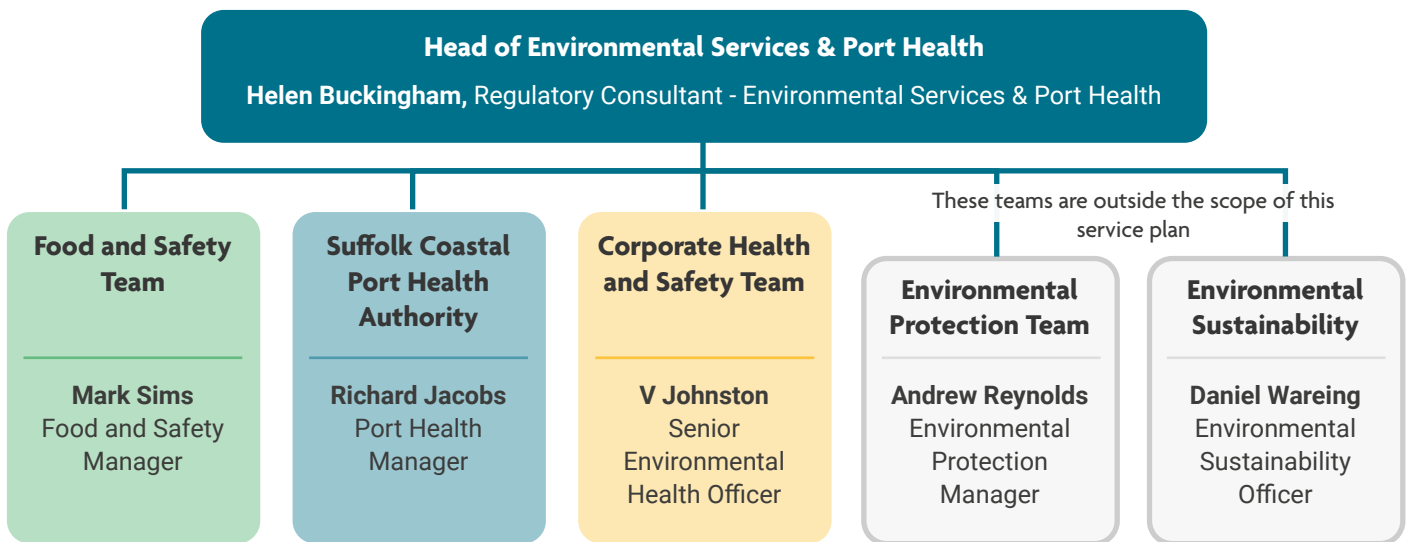 Head of Environmental Services & Port Health
Helen Buckingham, Regulatory Consultant - Environmental Services & Port Health
These teams are outside the scope of this
service plan
Food and Safety
Team
Mark Sims
Food and Safety
Manager
Suffolk Coastal
Port Health
Authority
Richard Jacobs
Port Health
Manager
Corporate Health
and Safety Team
V Johnston
Senior
Environmental
Health Officer
Environmental
Protection Team
Andrew Reynolds
Environmental
Protection
Manager
Environmental
Sustainability
Daniel Wareing
Environmental
Sustainability
Officer